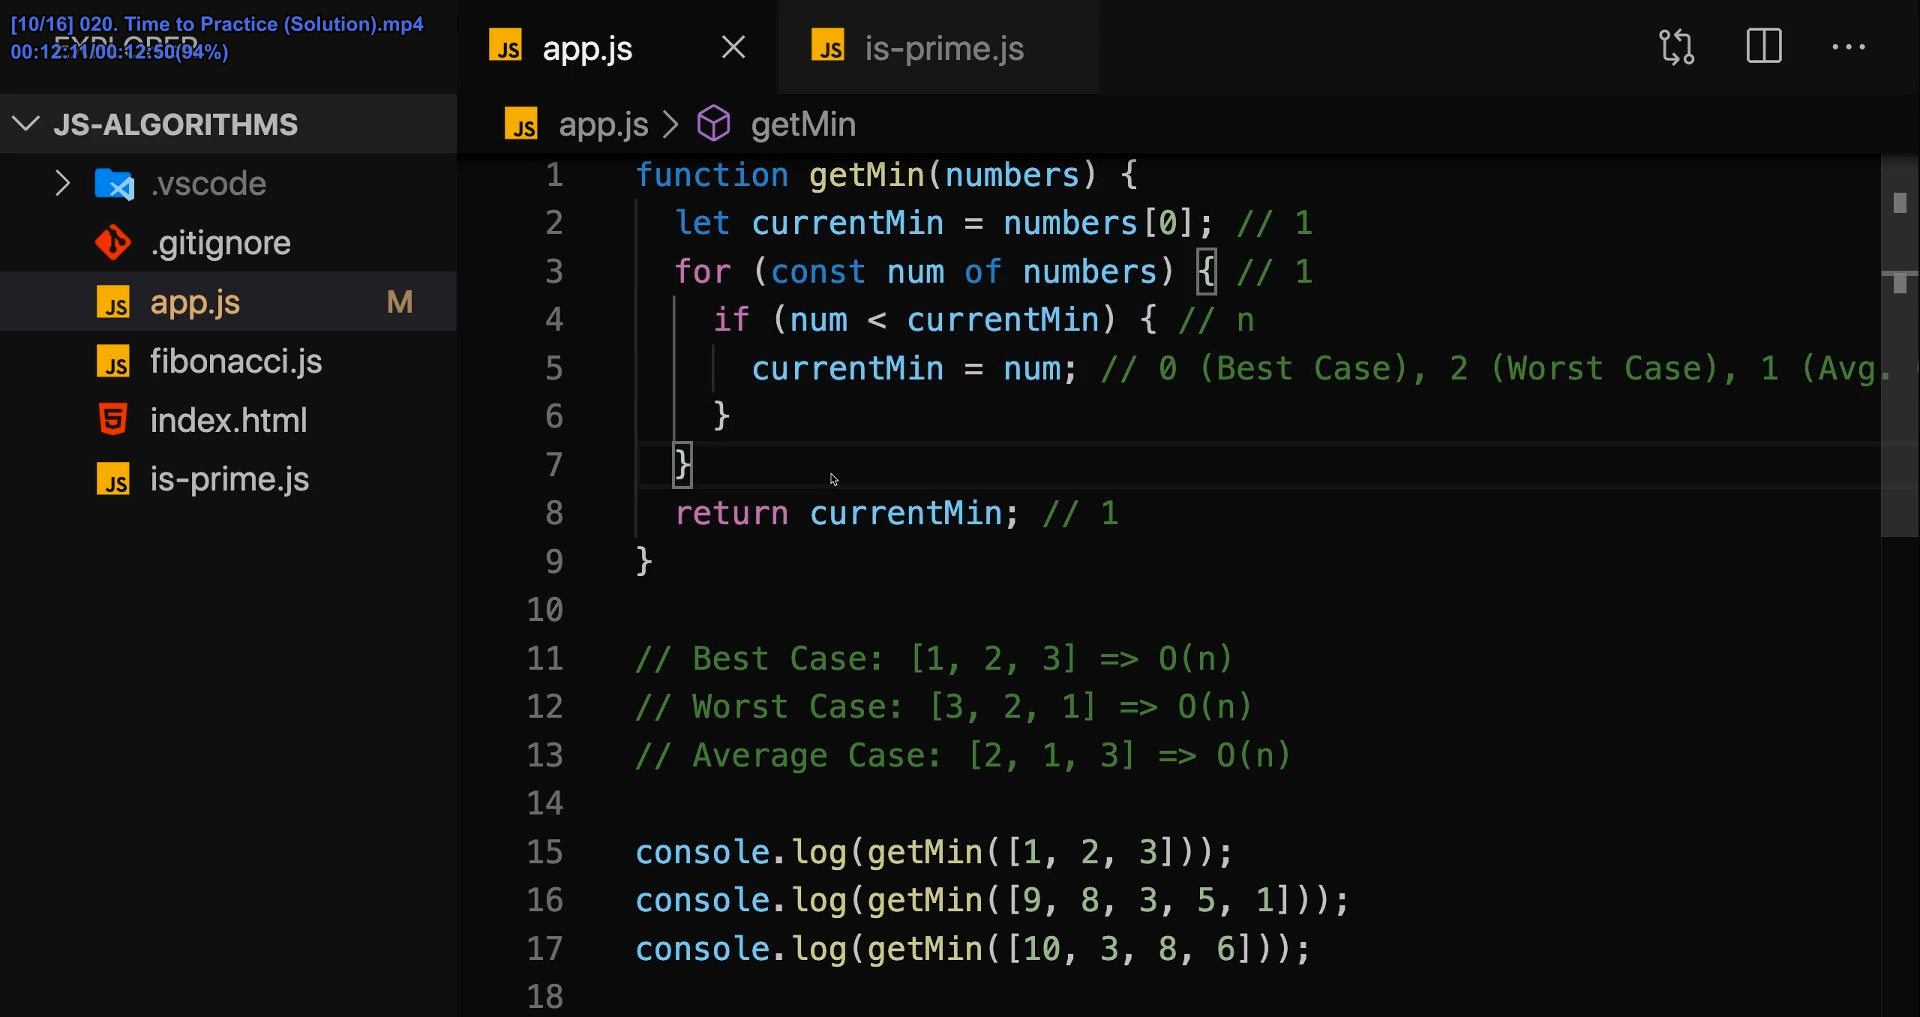 [10/16] 020. Time to Practice (Solution).mp4
00:12:11/00:12:50(94%)
EXPLORER
JS-ALGORITHMS
.vscode
.gitignore
app.js M
fibonacci.js
index.html
is-prime.js
app.js
is-prime.js
app.js > getMin
1 function getMin(numbers) {
2 let currentMin = numbers[0]; // 1
3 for (const num of numbers) { // 1
4 if (num < currentMin) { // n
5 currentMin = num; // 0 (Best Case), 2 (Worst Case), 1 (Avg.
6 }
7 }
8 return currentMin; // 1
9 }
10
11 // Best Case: [1, 2, 3] => O(n)
12 // Worst Case: [3, 2, 1] => O(n)
13 // Average Case: [2, 1, 3] => O(n)
14
15 console.log(getMin([1, 2, 3]));
16 console.log(getMin([9, 8, 3, 5, 1]));
17 console.log(getMin([10, 3, 8, 6]));
18